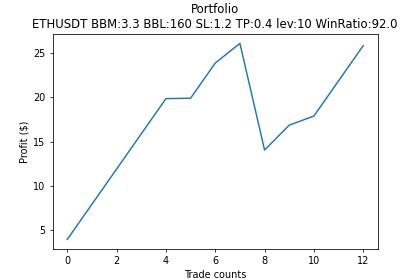 Portfolio
ETHUSDT BBM:3.3 BBL:160 SL:1.2 TP:0.4 lev:10 WinRatio:92.0
25
20
15
10
5
Profit ($)
0 2 4 6 8 10 12
Trade counts